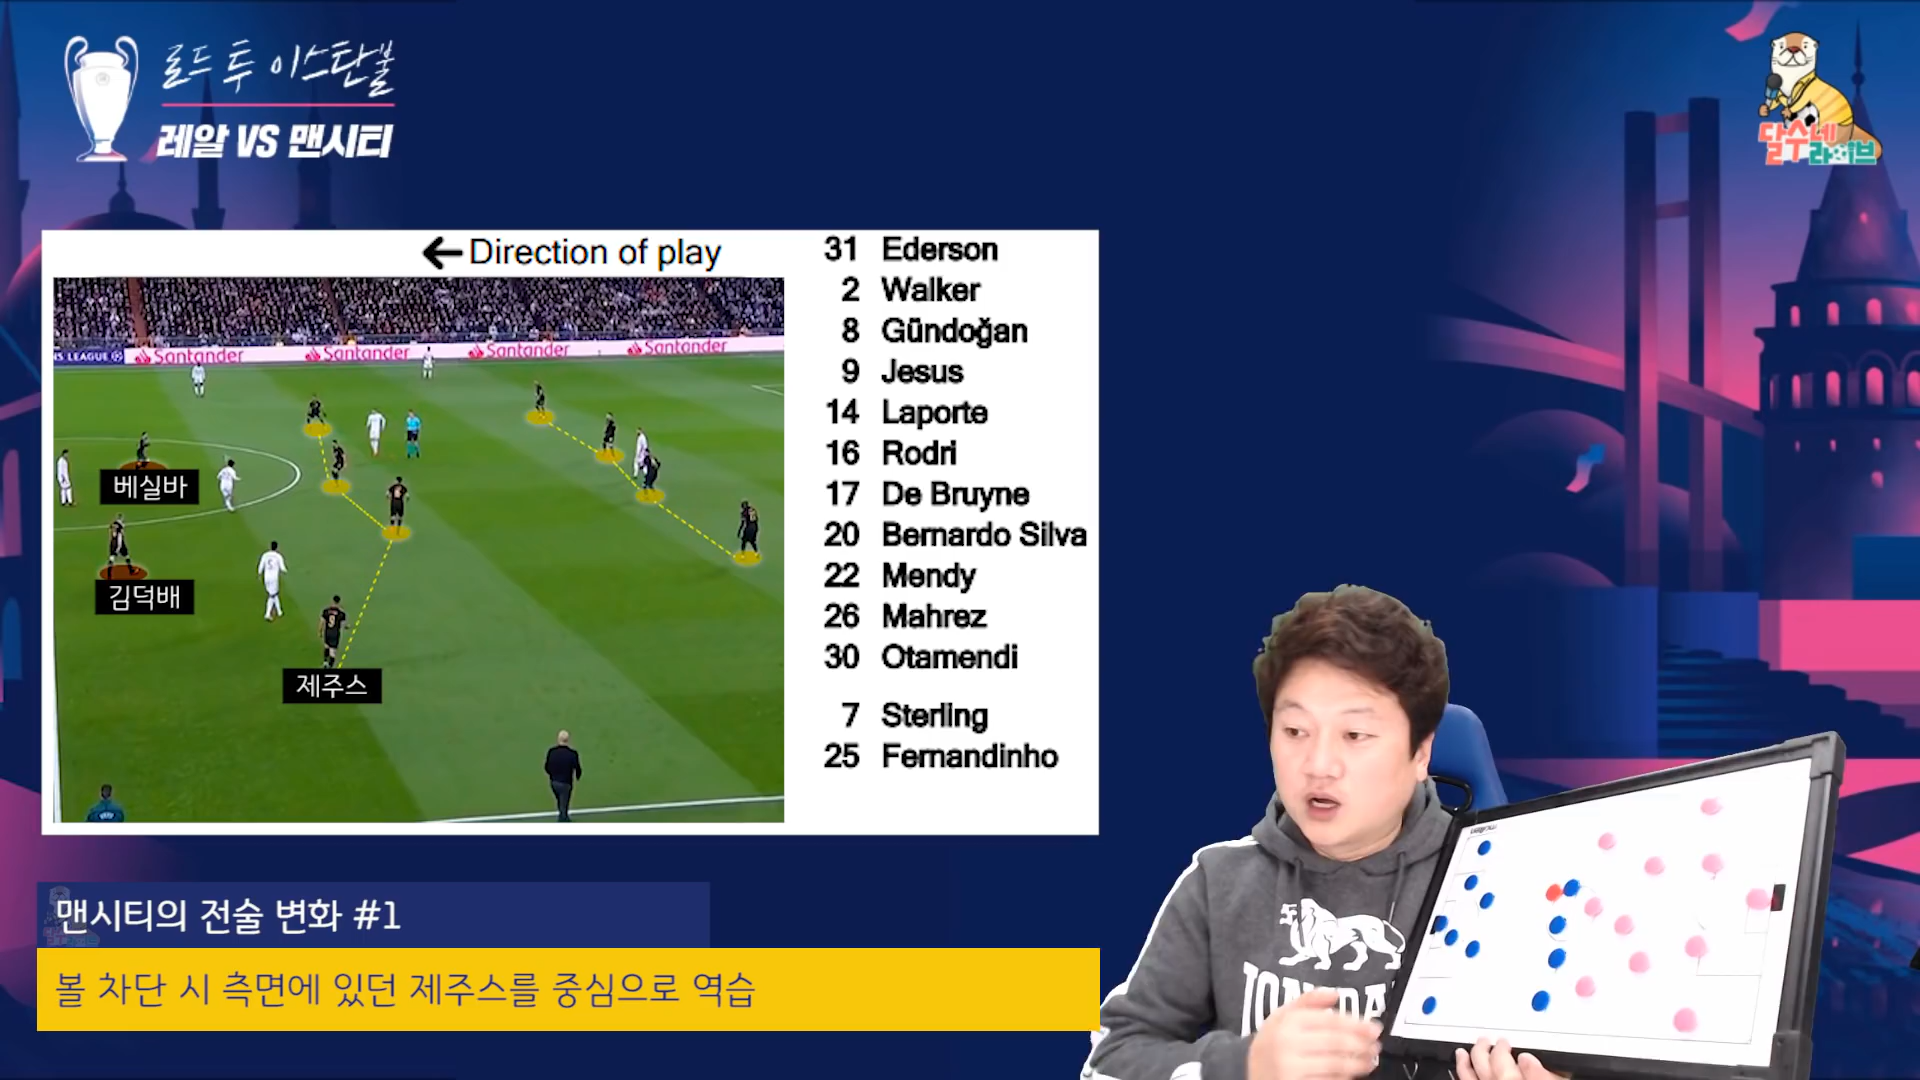 로드 투 이스탄불
레알 VS 맨시티
달수네
라이브
←Direction of play
NS LEAGUE
Santander
Santander
Santander
Santander
베실바
김덕배
9
제주스
31 Ederson
2 Walker
8 Gündoğan
9 Jesus
14 Laporte
16 Rodri
17 De Bruyne
20 Bernardo Silva
22 Mendy
26 Mahrez
30 Otamendi
7 Sterling
25 Fernandinho
맨시티의 전술 변화 #1
볼 차단 시 측면에 있던 제주스를 중심으로 역습